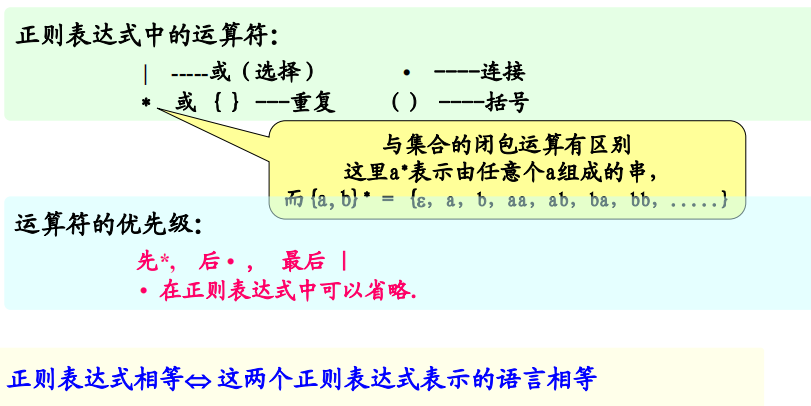 正则表达式中的运算符:
| -----或（选择） • ----连接
* 或 { } ---重复 ( ) ----括号
与集合的闭包运算有区别
这里a*表示由任意个a组成的串,
而{a,b}* = {ε, a, b, aa, ab, ba, bb, .....}
运算符的优先级:
先*, 后•, 最后 |
• 在正则表达式中可以省略.
正则表达式相等⇔这两个正则表达式表示的语言相等